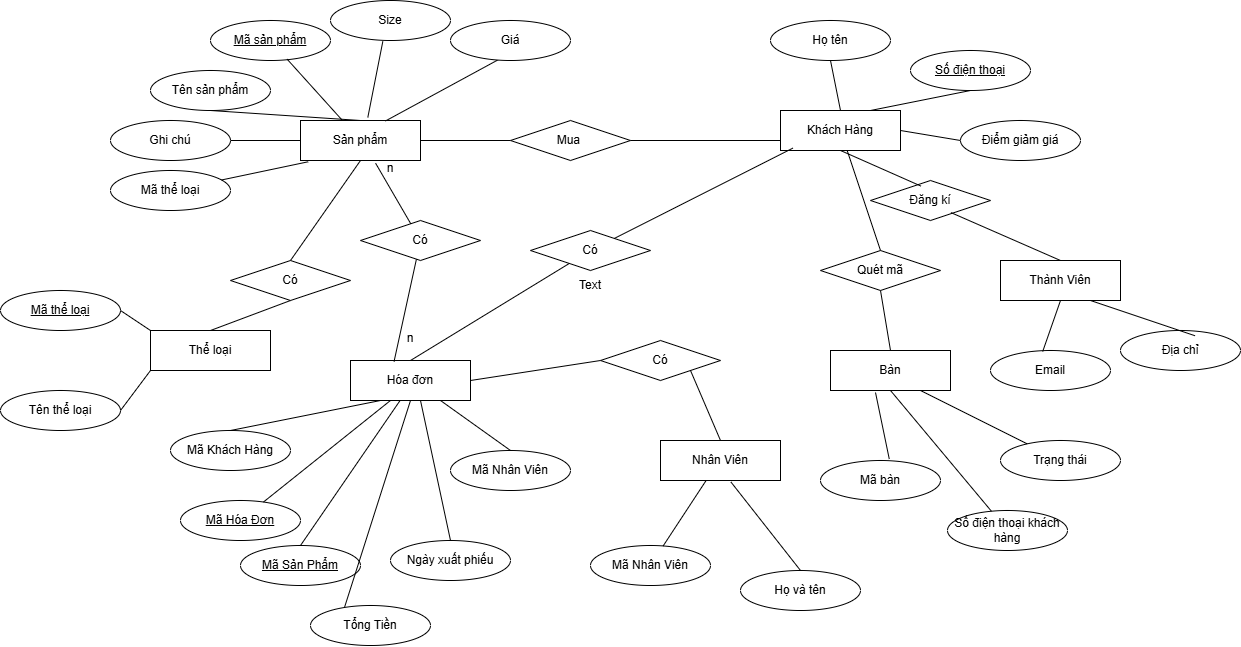 Size
Mã sản phẩm
Giá
Họ tên
Số điện thoại
Tên sản phẩm
Ghi chú
Sản phẩm
Mua
Khách Hàng
Điểm giảm giá
n
Mã thể loại
Đăng kí
Có
Có
Quét mã
Có
Text
Thành Viên
Mã thể loại
n
Thể loại
Địa chỉ
Có
Email
Bàn
Hóa đơn
Tên thể loại
Mã Khách Hàng
Mã Nhân Viên
Nhân Viên
Trạng thái
Mã bàn
Mã Hóa Đơn
Số điện thoại khách
hàng
Mã Sản Phẩm
Ngày xuất phiếu
Mã Nhân Viên
Họ và tên
Tổng Tiền